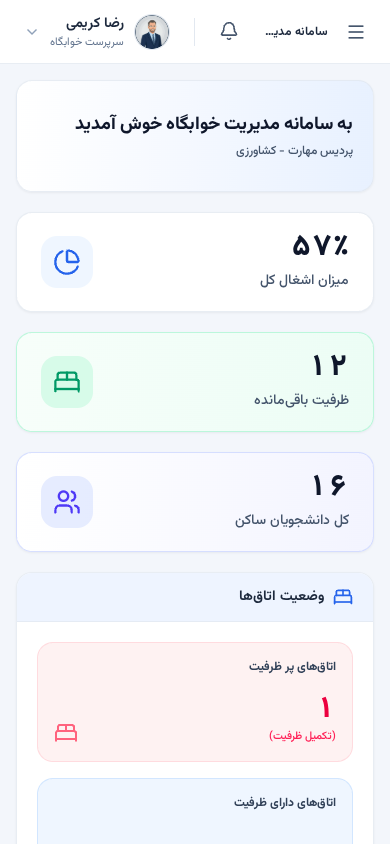 سامانه مدیـ...
رضا کریمی
سرپرست خوابگاه
به سامانه مدیریت خوابگاه خوش آمدید
پردیس مهارت - کشاورزی
۵۷٪
میزان اشغال کل
۱۲
ظرفیت باقی‌مانده
۱۶
کل دانشجویان ساکن
وضعیت اتاق‌ها
اتاق‌های پر ظرفیت
۱
(تکمیل ظرفیت)
اتاق‌های دارای ظرفیت